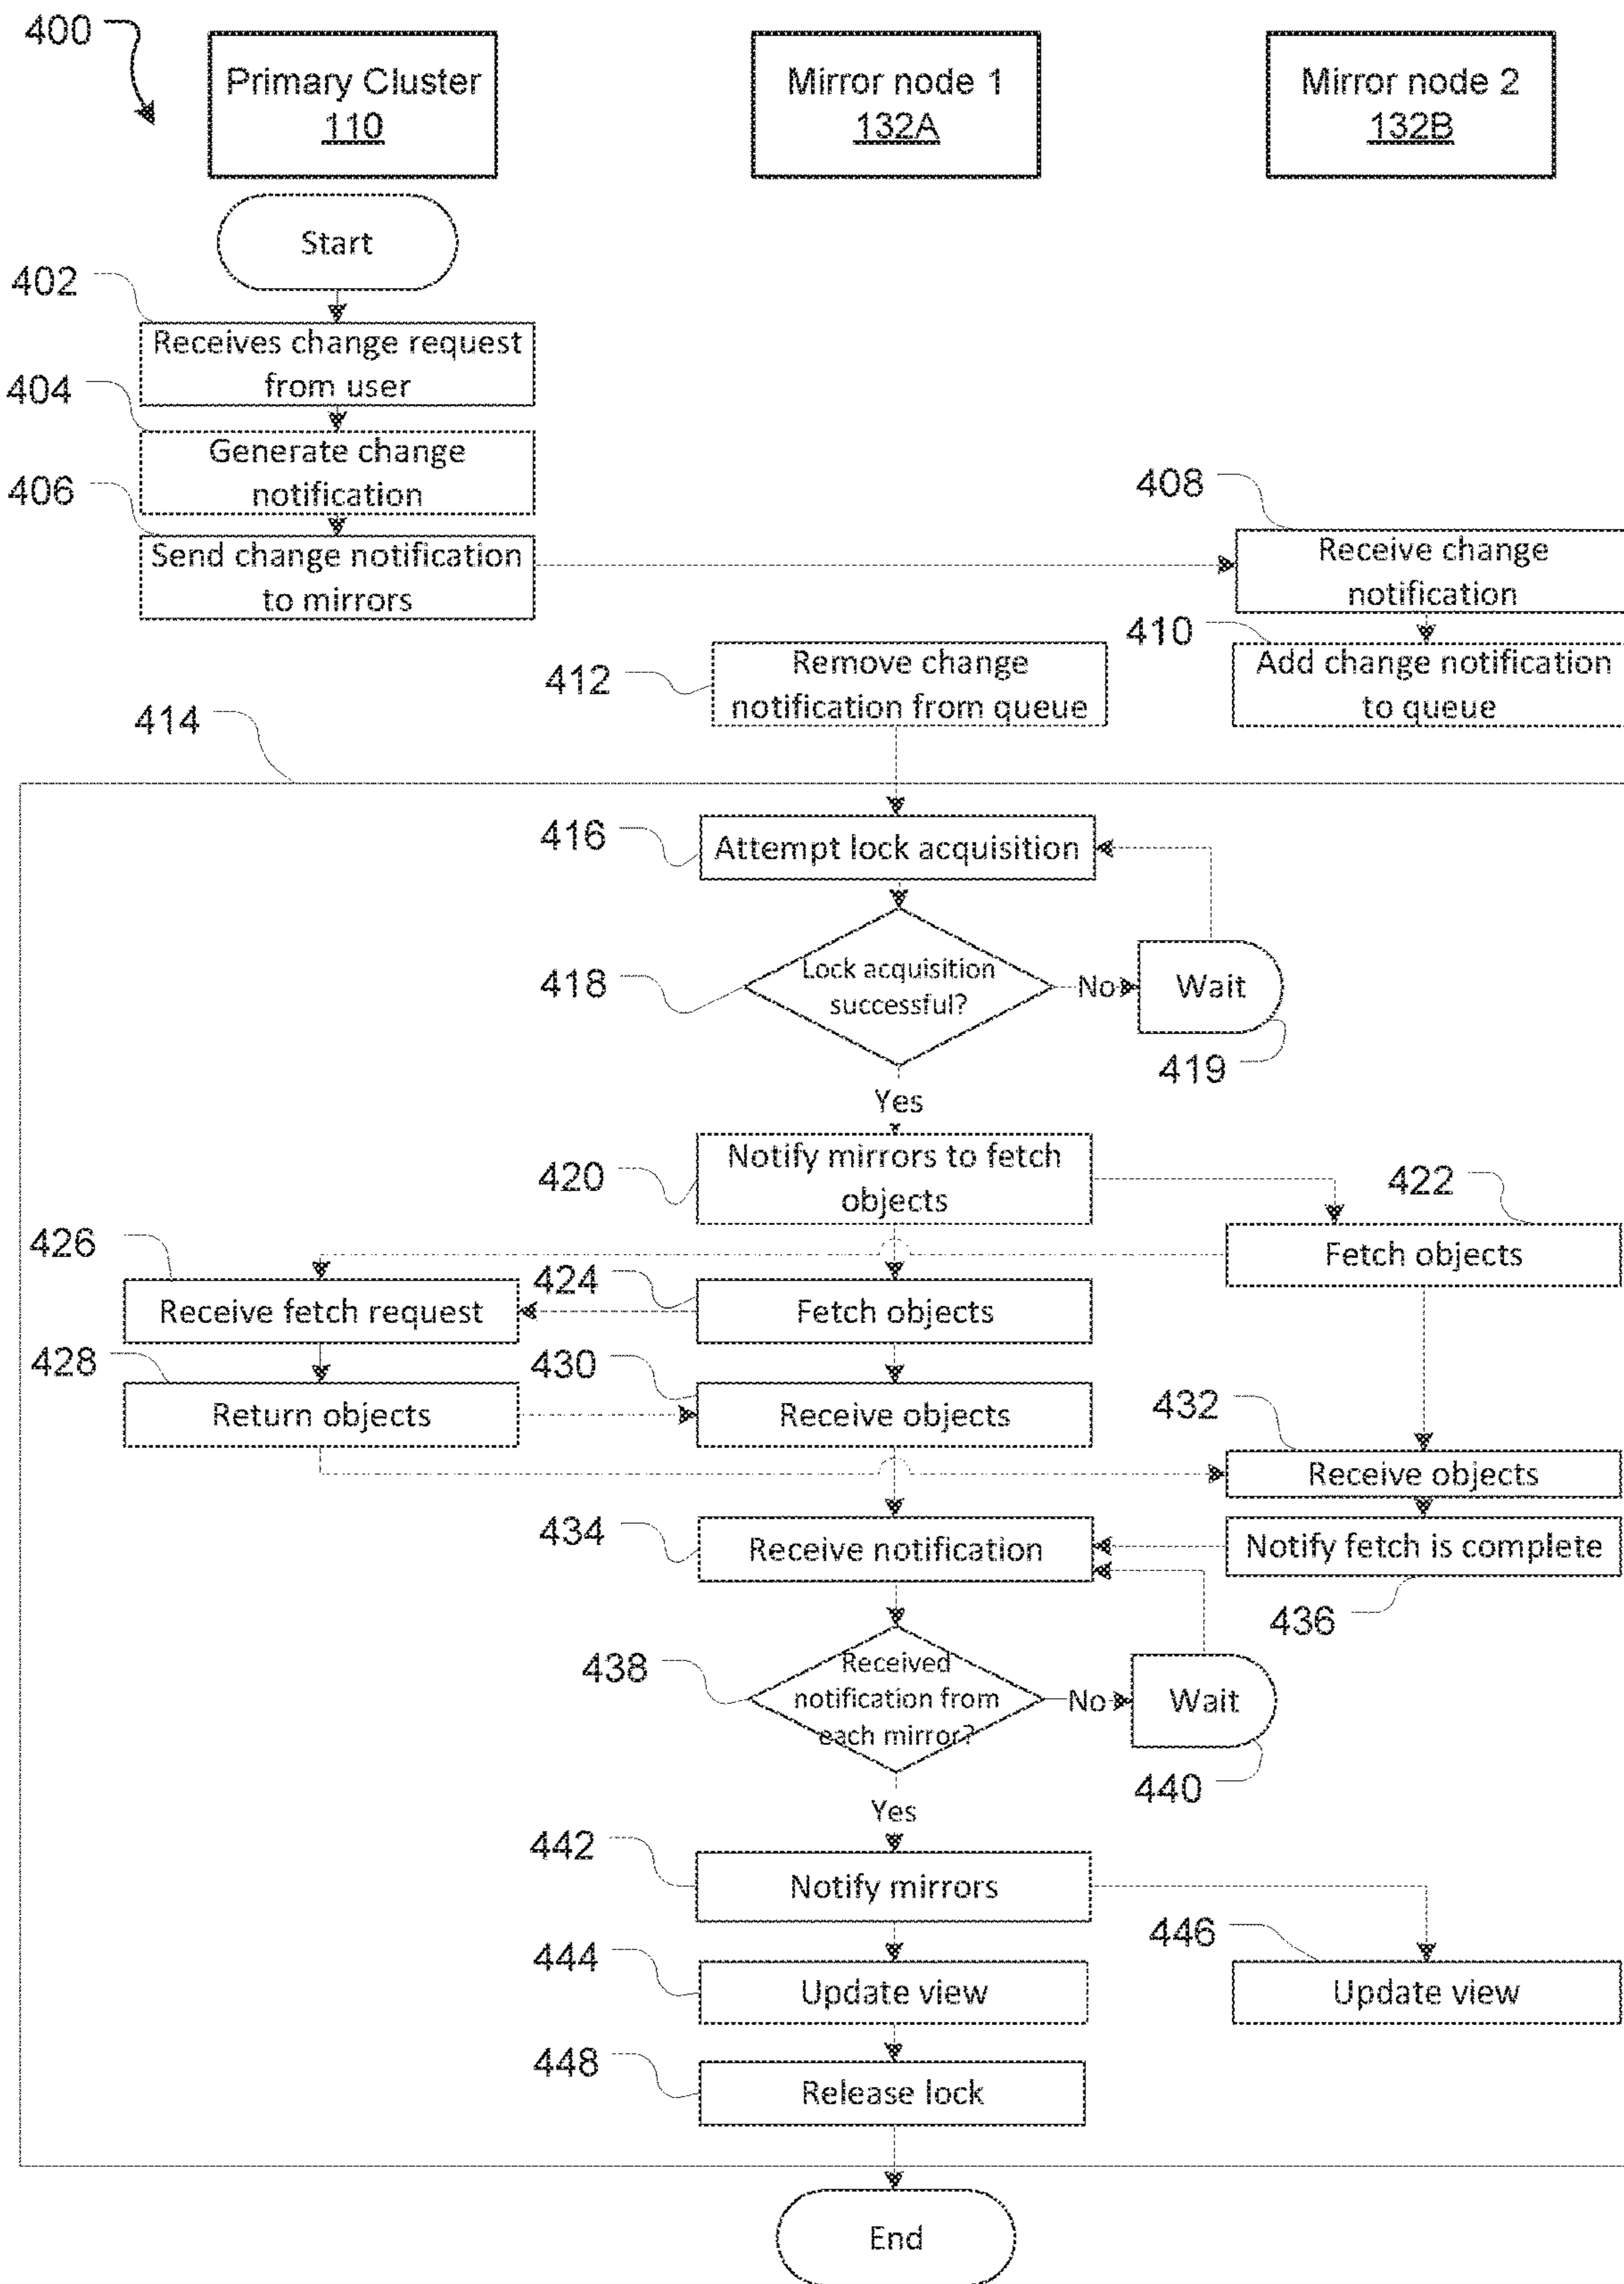 400
Primary Cluster
110
Mirror node 1
132A
Mirror node 2
132B
Start
402
Receives change request
from user
404
Generate change
notification
406
Send change notification
to mirrors
408
Receive change
notification
410
Add change notification
to queue
412
Remove change
notification from queue
414
416
Attempt lock acquisition
418
Lock acquisition
successful?
No
Wait
419
Yes
420
Notify mirrors to fetch
objects
422
Fetch objects
426
Receive fetch request
424
Fetch objects
428
Return objects
430
Receive objects
432
Receive objects
434
Receive notification
Notify fetch is complete
436
438
Received
notification from
each mirror?
No
Wait
440
Yes
442
Notify mirrors
444
Update view
446
Update view
448
Release lock
End